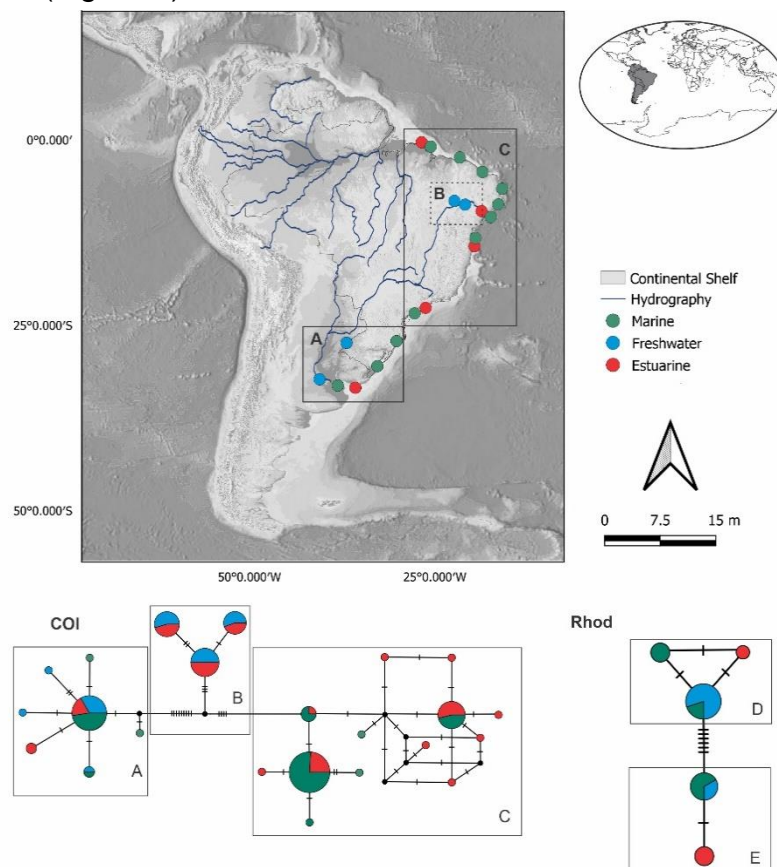 0°0.000'
25°0.000'S
50°0.000'S
50°0.000'W
25°0.000'W
C
B
A
Continental Shelf
Hydrography
Marine
Freshwater
Estuarine
0
7.5
15 m
COI
A
B
C
Rhod
D
E